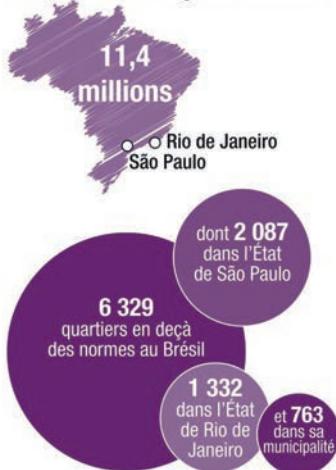 11,4
millions
Rio de Janeiro
São Paulo
dont 2 087
dans l'État
de São Paulo
6 329
quartiers en deçà
des normes au Brésil
1 332
dans l'État
de Rio de
Janeiro
et 763
dans sa
municipalité